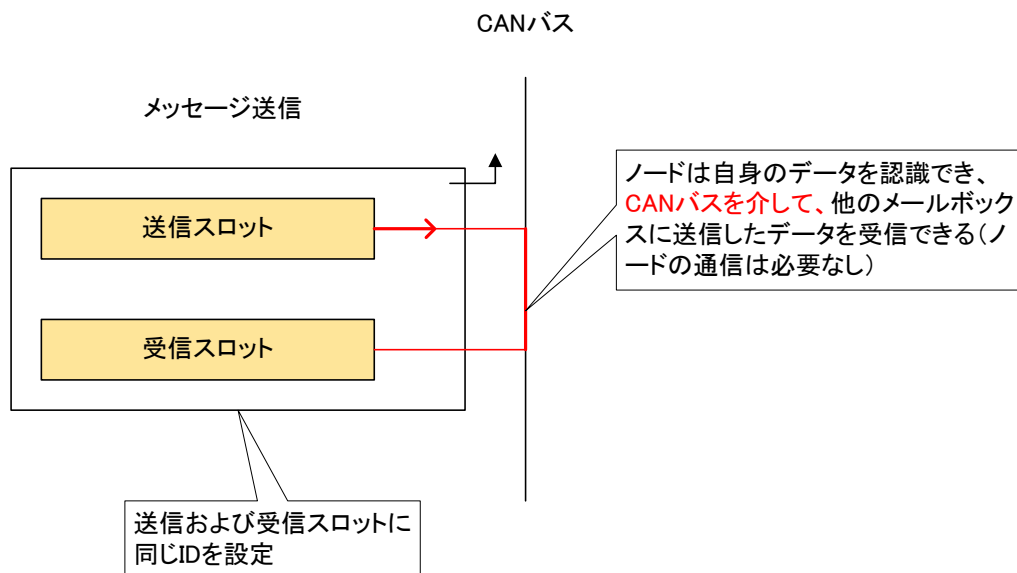 CANバス
メッセージ送信
送信スロット
受信スロット
ノードは自身のデータを認識でき、
CANバスを介して、他のメールボック
スに送信したデータを受信できる(ノ
ードの通信は必要なし)
送信および受信スロットに
同じIDを設定